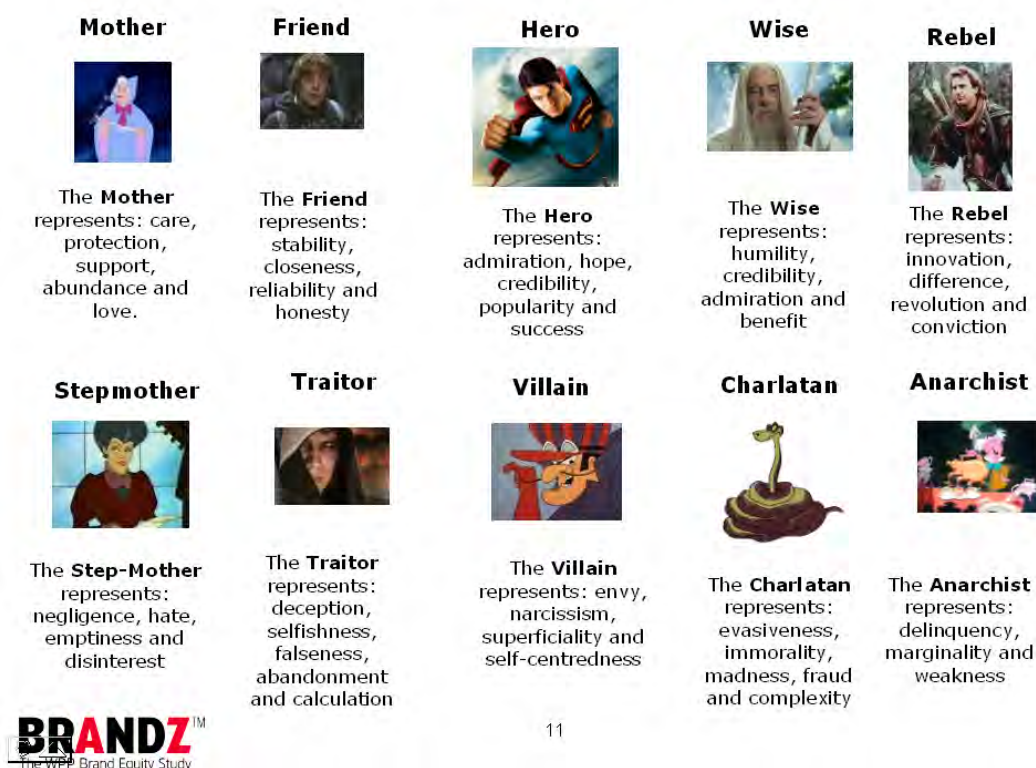 Mother
The Mother
represents: care,
protection,
support,
abundance and
love.
Friend
The Friend
represents:
stability,
closeness,
reliability and
honesty
Hero
The Hero
represents:
admiration, hope,
credibility,
popularity and
success
Wise
The Wise
represents:
humility,
credibility,
admiration and
benefit
Rebel
The Rebel
represents:
innovation,
difference,
revolution and
conviction
Stepmother
The Step-Mother
represents:
negligence, hate,
emptiness and
disinterest
Traitor
The Traitor
represents:
deception,
selfishness,
falseness,
abandonment
and calculation
Villain
The Villain
represents: envy,
narcissism,
superficiality and
self-centredness
Charlatan
The Charlatan
represents:
evasiveness,
immorality,
madness, fraud
and complexity
Anarchist
The Anarchist
represents:
delinquency,
marginality and
weakness
BRANDZ™
The WPP Brand Equity Study
11